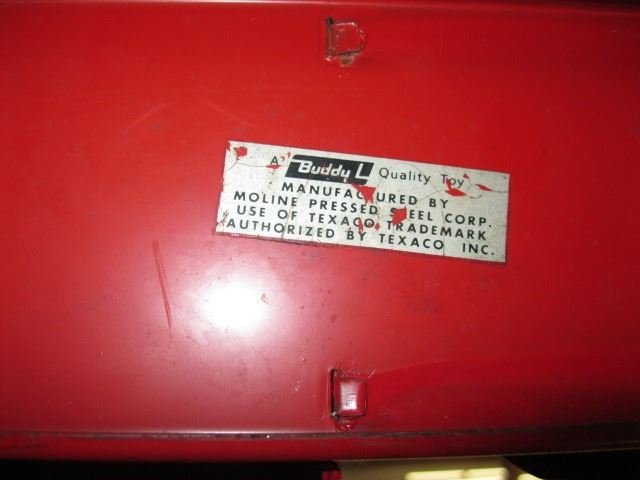 A Buddy L Quality Toy
MANUFACTURED BY
MOLINE PRESSED STEEL CORP.
USE OF TEXACO TRADEMARK
AUTHORIZED BY TEXACO INC.